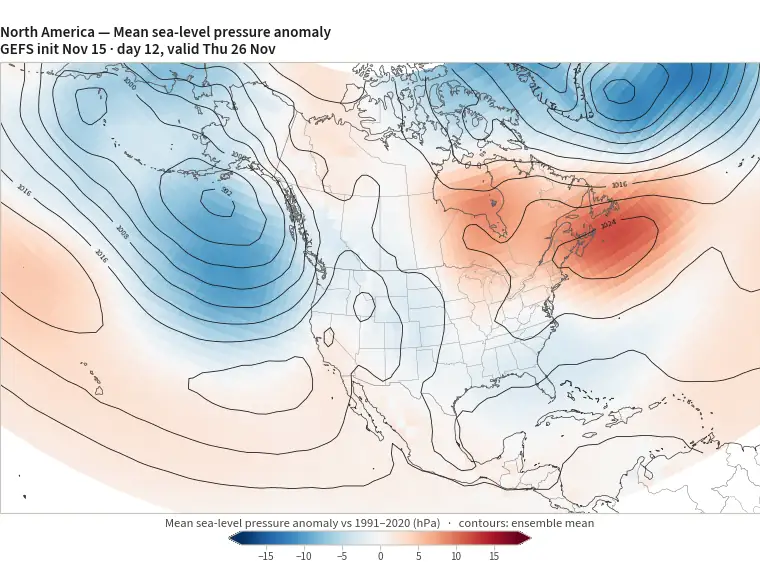 North America — Mean sea-level pressure anomaly
GEFS init Nov 15 · day 12, valid Thu 26 Nov
1000
992
1016
1008
1016
1016
1024
Mean sea-level pressure anomaly vs 1991–2020 (hPa) · contours: ensemble mean
−15 −10 −5 0 5 10 15